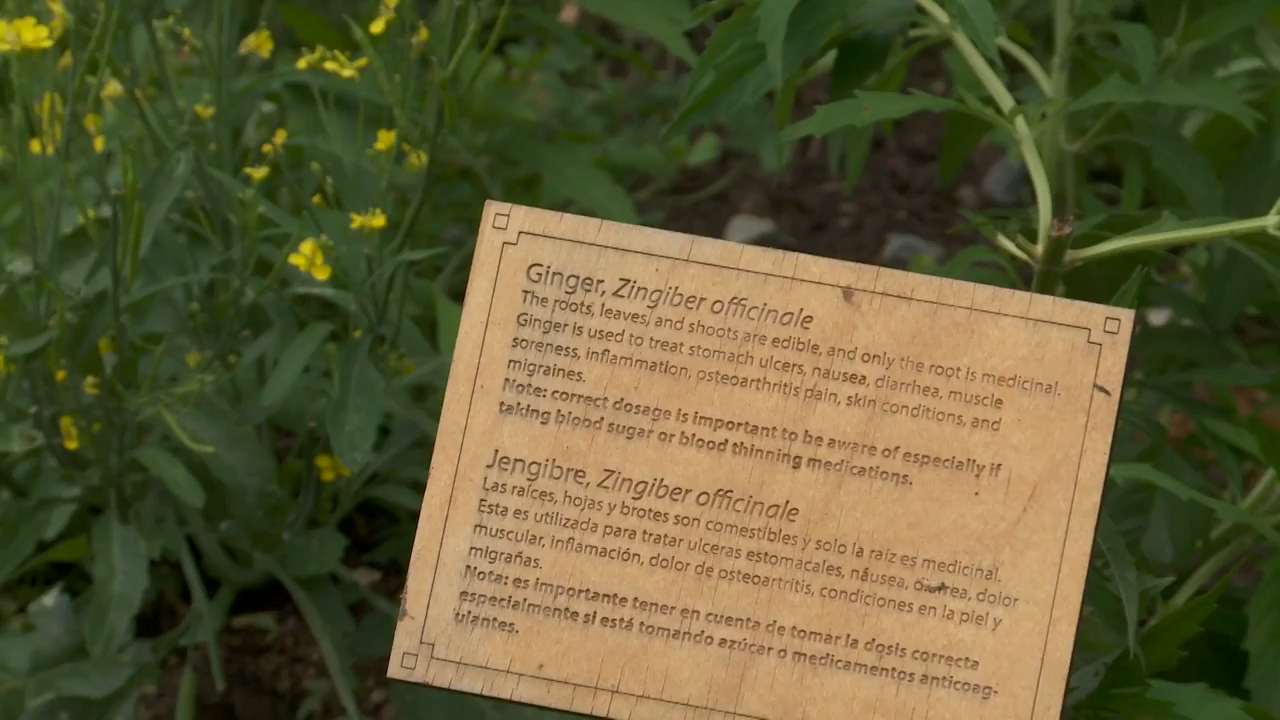 Ginger, Zingiber officinale
The roots, leaves, and shoots are edible, and only the root is medicinal.
Ginger is used to treat stomach ulcers, nausea, diarrhea, muscle
soreness, inflammation, osteoarthritis pain, skin conditions, and
migraines.
Note: correct dosage is important to be aware of especially if
taking blood sugar or blood thinning medications.
Jengibre, Zingiber officinale
Las raíces, hojas y brotes son comestibles y solo la raíz es medicinal.
Esta es utilizada para tratar ulceras estomacales, náusea, diarrea, dolor
muscular, inflamación, dolor de osteoartritis, condiciones en la piel y
migrañas.
Nota: es importante tener en cuenta de tomar la dosis correcta
especialmente si está tomando azúcar o medicamentos anticoag-
ulantes.